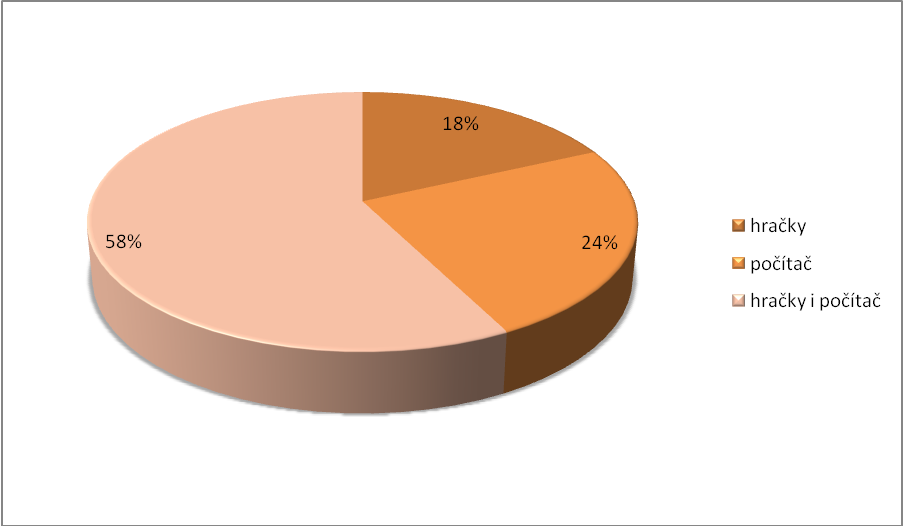 18%
24%
58%
hračky
počítač
hračky i počítač